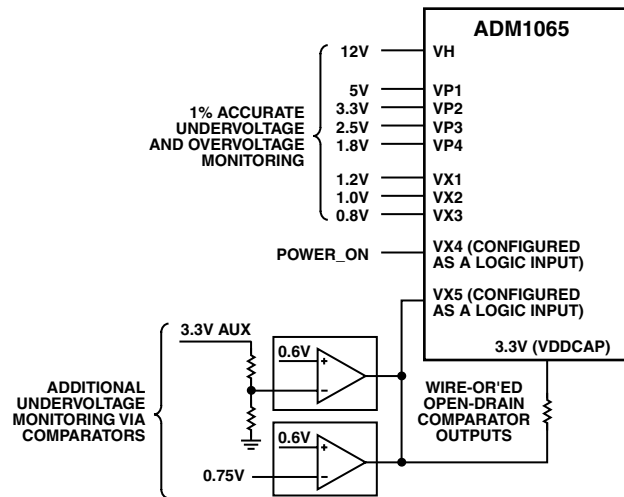 ADM1065
12V VH
5V VP1
3.3V VP2
2.5V VP3
1.8V VP4
1% ACCURATE
UNDERVOLTAGE
AND OVERVOLTAGE
MONITORING
1.2V VX1
1.0V VX2
0.8V VX3
POWER_ON
VX4 (CONFIGURED
AS A LOGIC INPUT)
VX5 (CONFIGURED
AS A LOGIC INPUT)
3.3V (VDDCAP)
3.3V AUX
0.6V
+
–
ADDITIONAL
UNDERVOLTAGE
MONITORING VIA
COMPARATORS
WIRE-OR'ED
OPEN-DRAIN
COMPARATOR
OUTPUTS
0.6V
+
–
0.75V